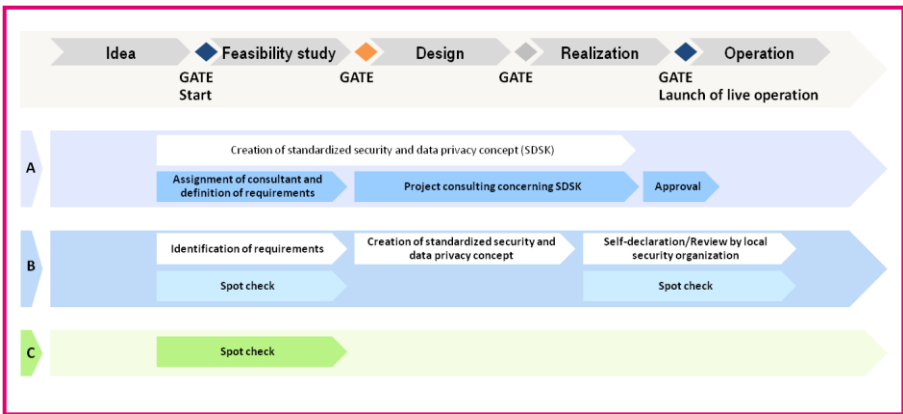 Idea
Feasibility study
Design
Realization
Operation
GATE
Start
GATE
GATE
GATE
Launch of live operation
A
Creation of standardized security and data privacy concept (SDSK)
Assignment of consultant and
definition of requirements
Project consulting concerning SDSK
Approval
B
Identification of requirements
Creation of standardized security and
data privacy concept
Self-declaration/Review by local
security organization
Spot check
Spot check
C
Spot check